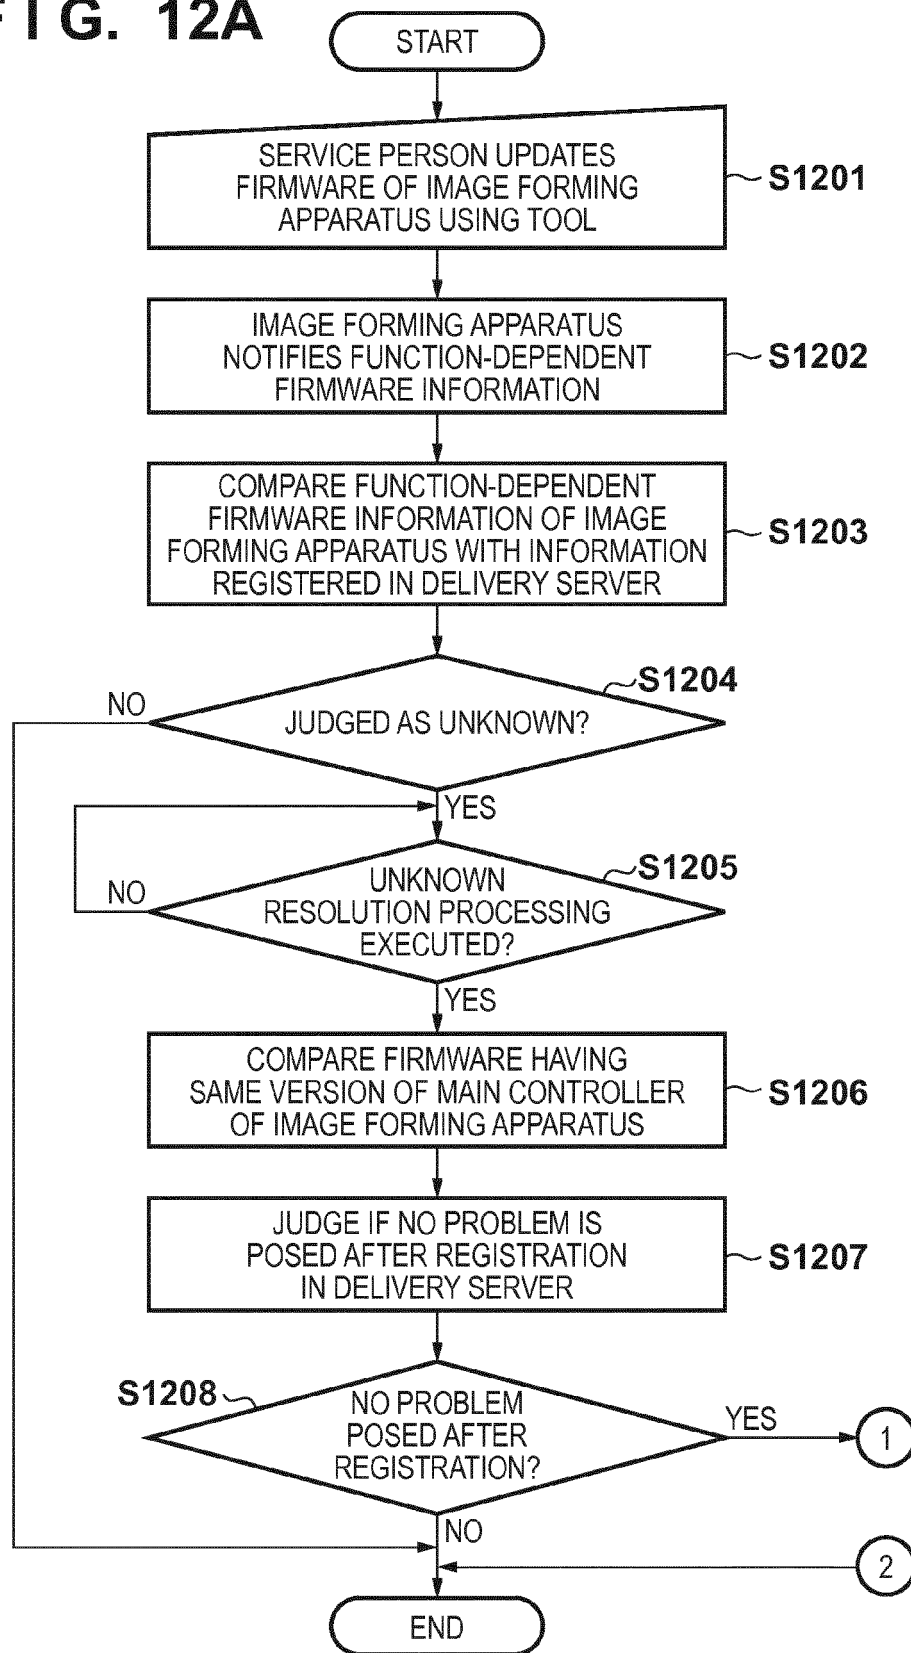 FIG. 12A
START
SERVICE PERSON UPDATES
FIRMWARE OF IMAGE FORMING
APPARATUS USING TOOL
S1201
IMAGE FORMING APPARATUS
NOTIFIES FUNCTION-DEPENDENT
FIRMWARE INFORMATION
S1202
COMPARE FUNCTION-DEPENDENT
FIRMWARE INFORMATION OF IMAGE
FORMING APPARATUS WITH INFORMATION
REGISTERED IN DELIVERY SERVER
S1203
S1204
NO
JUDGED AS UNKNOWN?
YES
S1205
NO
UNKNOWN
RESOLUTION PROCESSING
EXECUTED?
YES
COMPARE FIRMWARE HAVING
SAME VERSION OF MAIN CONTROLLER
OF IMAGE FORMING APPARATUS
S1206
JUDGE IF NO PROBLEM IS
POSED AFTER REGISTRATION
IN DELIVERY SERVER
S1207
S1208
NO PROBLEM
POSED AFTER
REGISTRATION?
YES
1
NO
2
END